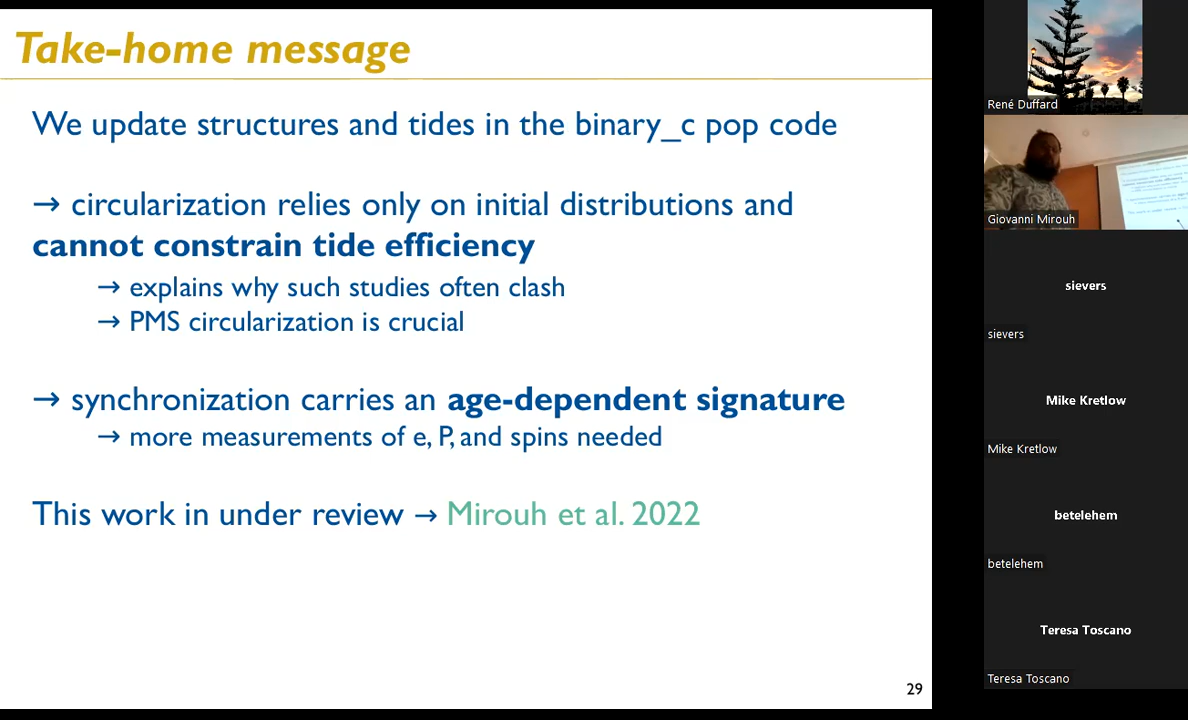 Take-home message
We update structures and tides in the binary_c pop code
→ circularization relies only on initial distributions and
cannot constrain tide efficiency
→ explains why such studies often clash
→ PMS circularization is crucial
→ synchronization carries an age-dependent signature
→ more measurements of e, P, and spins needed
This work in under review → Mirouh et al. 2022
29
René Duffard
Giovanni Mirouh
sievers
sievers
Mike Kretlow
Mike Kretlow
betelehem
betelehem
Teresa Toscano
Teresa Toscano